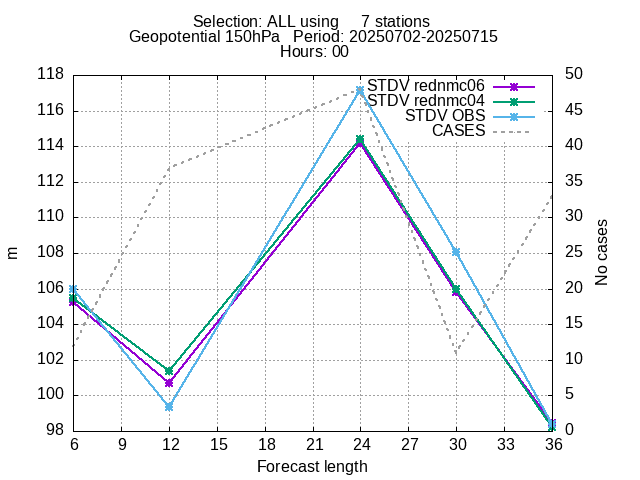 Selection: ALL using     7 stations
Geopotential 150hPa   Period: 20250702-20250715
Hours: 00
STDV rednmc06
STDV rednmc04
STDV OBS
CASES
118
116
114
112
110
108
106
104
102
100
98
m
50
45
40
35
30
25
20
15
10
5
0
No cases
6 9 12 15 18 21 24 27 30 33 36
Forecast length